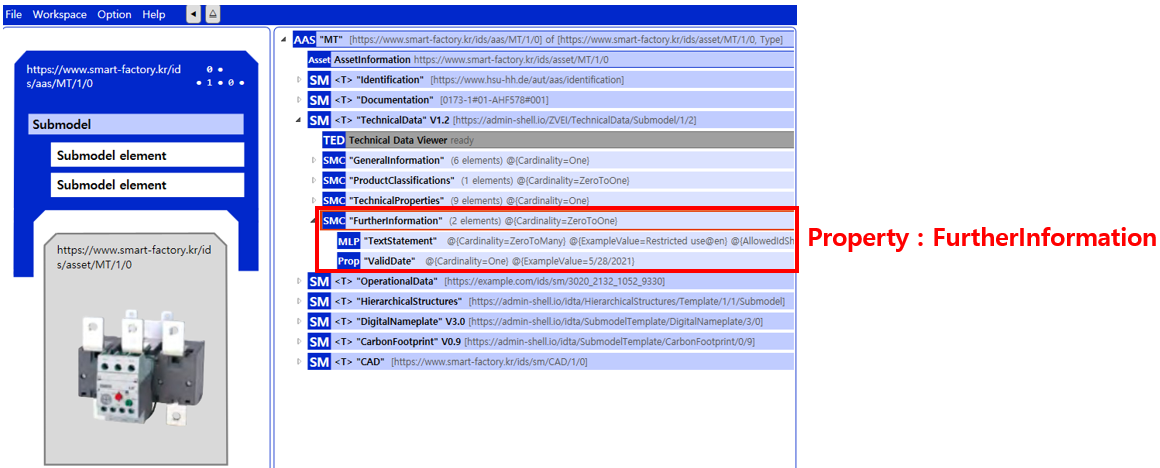 File Workspace Option Help
https://www.smart-factory.kr/id
s/aas/MT/1/0
0
1 0
Submodel
Submodel element
Submodel element
https://www.smart-factory.kr/id
s/asset/MT/1/0
AAS "MT" [https://www.smart-factory.kr/ids/aas/MT/1/0] of [https://www.smart-factory.kr/ids/asset/MT/1/0, Type]
Asset AssetInformation https://www.smart-factory.kr/ids/asset/MT/1/0
SM <T> "Identification" [https://www.hsu-hh.de/aut/aas/identification]
SM <T> "Documentation" [0173-1#01-AHF578#001]
SM <T> "TechnicalData" V1.2 [https://admin-shell.io/ZVEI/TechnicalData/Submodel/1/2]
TED Technical Data Viewer ready
SMC "GeneralInformation" (6 elements) @{Cardinality=One}
SMC "ProductClassifications" (1 elements) @{Cardinality=ZeroToOne}
SMC "TechnicalProperties" (9 elements) @{Cardinality=One}
SMC "FurtherInformation" (2 elements) @{Cardinality=ZeroToOne}
MLP "TextStatement" @{Cardinality=ZeroToMany} @{ExampleValue=Restricted use@en} @{AllowedIdSh
Prop "ValidDate" @{Cardinality=One} @{ExampleValue=5/28/2021}
SM <T> "OperationalData" [https://example.com/ids/sm/3020_2132_1052_9330]
SM <T> "HierarchicalStructures" [https://admin-shell.io/idta/HierarchicalStructures/Template/1/1/Submodel]
SM <T> "DigitalNameplate" V3.0 [https://admin-shell.io/idta/SubmodelTemplate/DigitalNameplate/3/0]
SM <T> "CarbonFootprint" V0.9 [https://admin-shell.io/idta/SubmodelTemplate/CarbonFootprint/0/9]
SM <T> "CAD" [https://www.smart-factory.kr/ids/sm/CAD/1/0]
Property : FurtherInformation